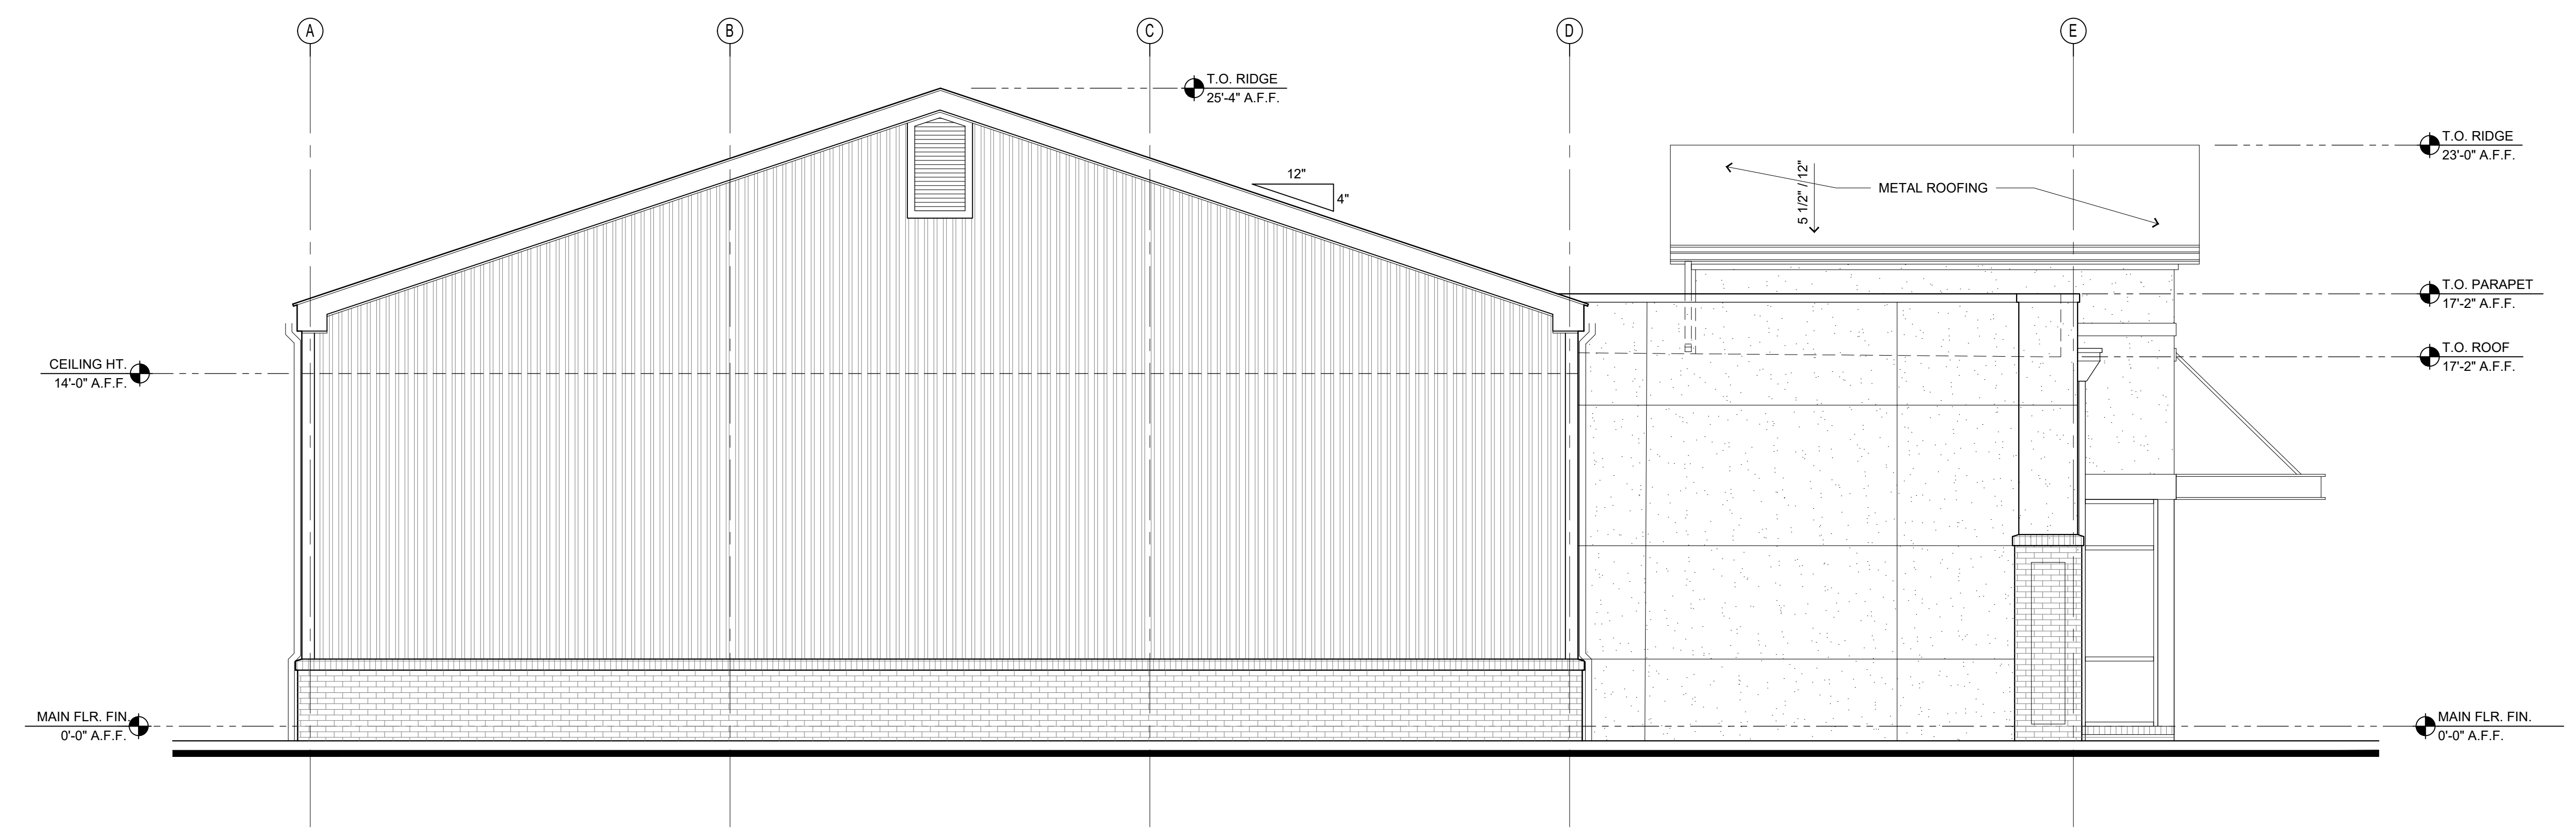 A
B
C
D
E
T.O. RIDGE
25'-4" A.F.F.
T.O. RIDGE
23'-0" A.F.F.
12"
4"
5 1/2" / 12"
METAL ROOFING
T.O. PARAPET
17'-2" A.F.F.
T.O. ROOF
17'-2" A.F.F.
CEILING HT.
14'-0" A.F.F.
MAIN FLR. FIN.
0'-0" A.F.F.
MAIN FLR. FIN.
0'-0" A.F.F.